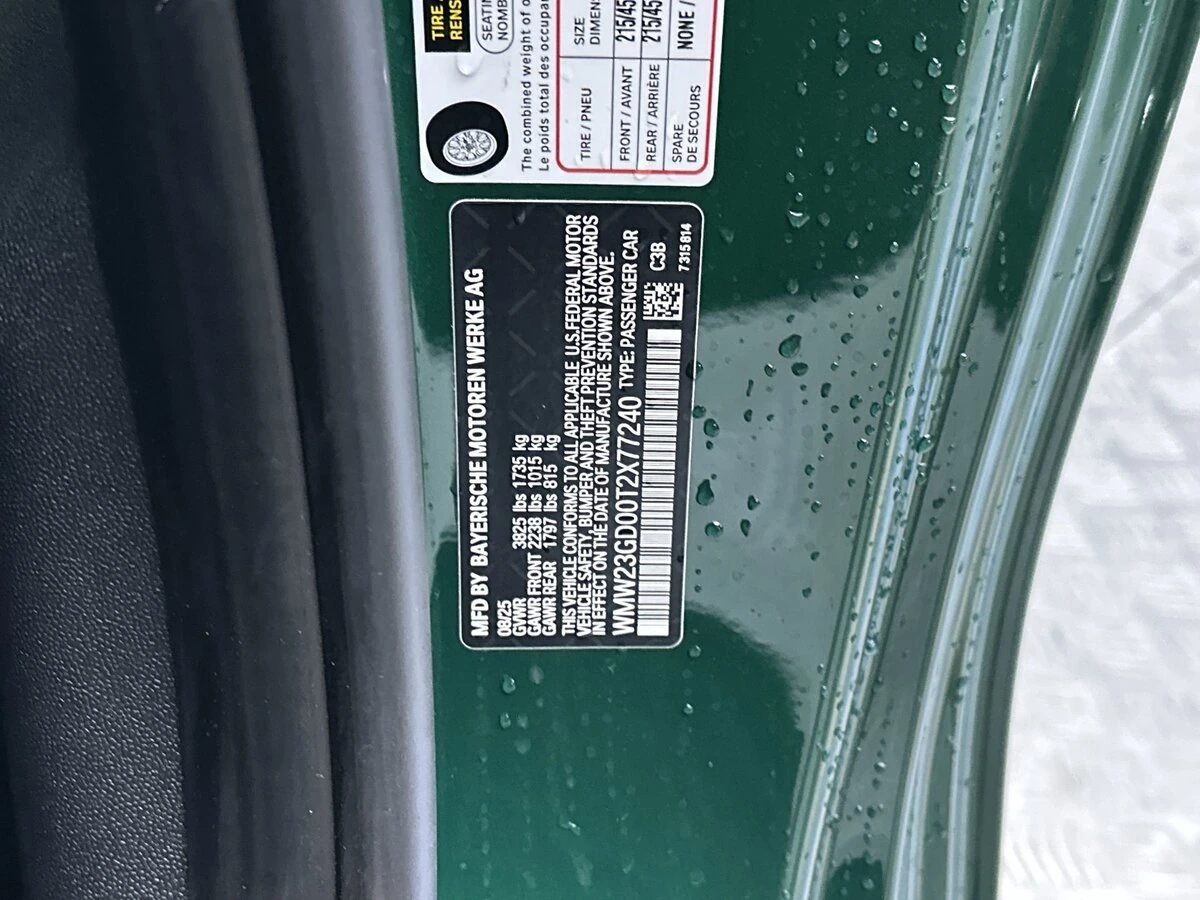 TIRE
RENS
SEATIN
NOMB
The combined weight of o
Le poids total des occupan
TIRE / PNEU SIZE
DIMENS
FRONT / AVANT 215/45
REAR / ARRIÈRE 215/45
SPARE
DE SECOURS NONE /
MFD BY BAYERISCHE MOTOREN WERKE AG
08/25
GVWR 3825 lbs 1735 kg
GAWR FRONT 2238 lbs 1015 kg
GAWR REAR 1797 lbs 815 kg
THIS VEHICLE CONFORMS TO ALL APPLICABLE U.S.FEDERAL MOTOR
VEHICLE SAFETY, BUMPER AND THEFT PREVENTION STANDARDS
IN EFFECT ON THE DATE OF MANUFACTURE SHOWN ABOVE.
WMW23GD00T2X77240 TYPE: PASSENGER CAR
C3B
7315814